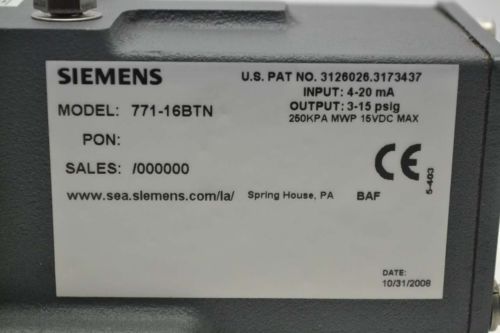 SIEMENS
U.S. PAT NO. 3126026.3173437
INPUT: 4-20 mA
MODEL: 771-16BTN
OUTPUT: 3-15 psig
250KPA MWP 15VDC MAX
PON:
SALES: /000000
CE
5-403
www.sea.siemens.com/ia/ Spring House, PA BAF
DATE:
10/31/2008